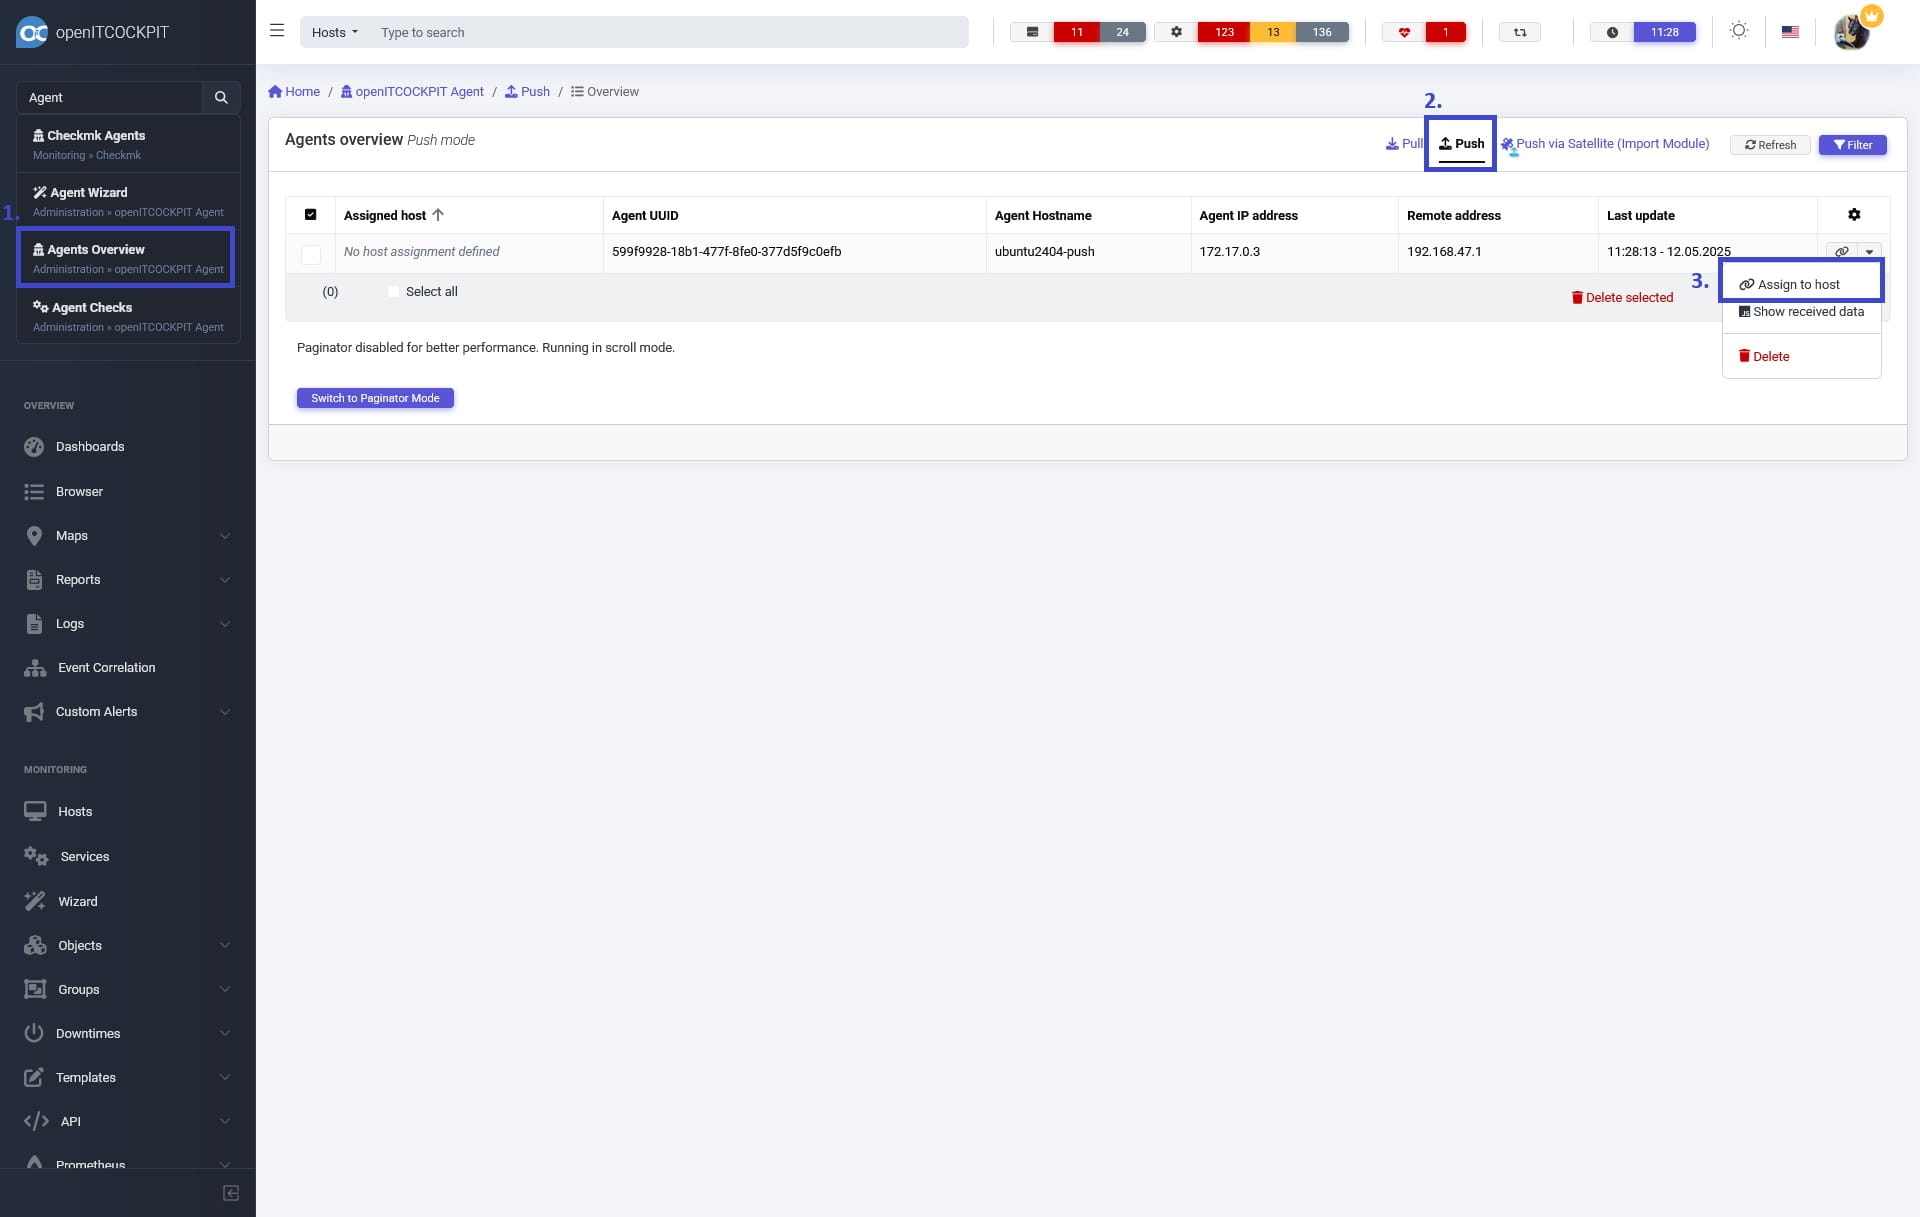 openITCOCKPIT
Hosts
Type to search
11
24
123
13
136
1
11:28
Agent
Checkmk Agents
Monitoring » Checkmk
Agent Wizard
Administration » openITCOCKPIT Agent
1.
Agents Overview
Administration » openITCOCKPIT Agent
Agent Checks
Administration » openITCOCKPIT Agent
OVERVIEW
Dashboards
Browser
Maps
Reports
Logs
Event Correlation
Custom Alerts
MONITORING
Hosts
Services
Wizard
Objects
Groups
Downtimes
Templates
API
Prometheus
Home / openITCOCKPIT Agent / Push / Overview
2.
Agents overview Push mode
Pull
Push
Push via Satellite (Import Module)
Refresh
Filter
Assigned host
Agent UUID
Agent Hostname
Agent IP address
Remote address
Last update
No host assignment defined
599f9928-18b1-477f-8fe0-377d5f9c0efb
ubuntu2404-push
172.17.0.3
192.168.47.1
11:28:13 - 12.05.2025
3.
Assign to host
Show received data
Delete
(0)
Select all
Delete selected
Paginator disabled for better performance. Running in scroll mode.
Switch to Paginator Mode